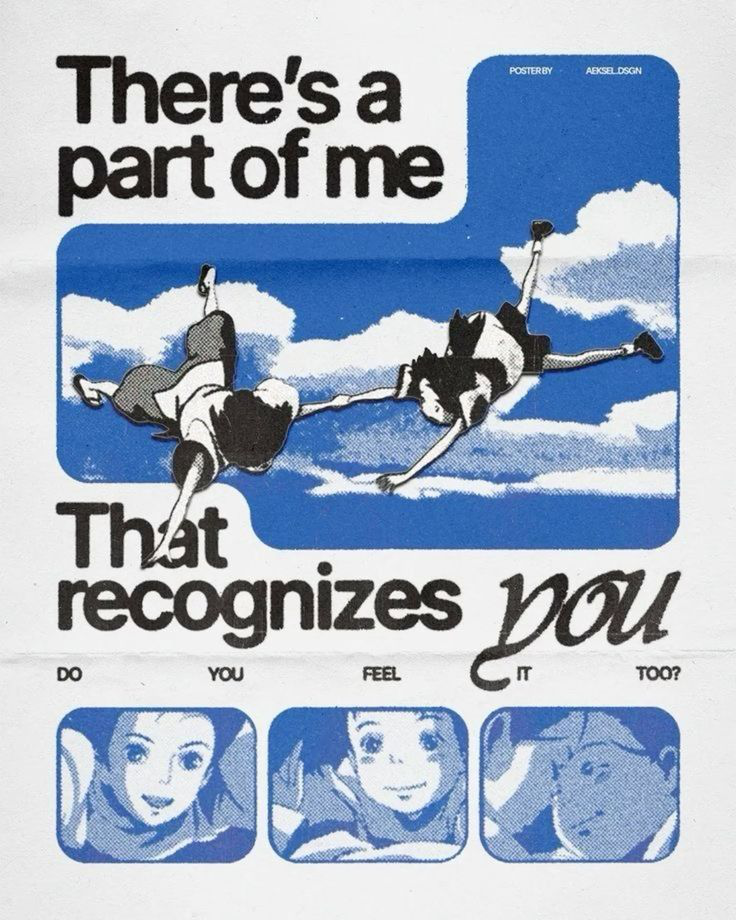 There's a
part of me
POSTER BY AEKSEL.DSGN
That
recognizes you
DO YOU FEEL IT TOO?